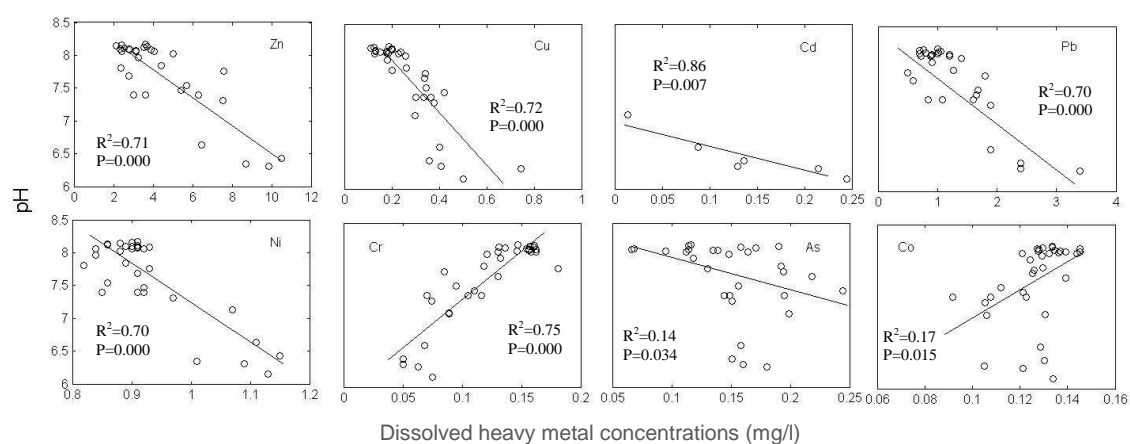 8.5
8
7.5
7
6.5
6
Zn
R²=0.71
P=0.000
0 2 4 6 8 10 12
Cu
R²=0.72
P=0.000
0 0.2 0.4 0.6 0.8 1
Cd
R²=0.86
P=0.007
0 0.05 0.1 0.15 0.2 0.25
Pb
R²=0.70
P=0.000
0 1 2 3 4
pH
8.5
8
7.5
7
6.5
6
Ni
R²=0.70
P=0.000
0.8 0.9 1 1.1 1.2
Cr
R²=0.75
P=0.000
0 0.05 0.1 0.15 0.2
As
R²=0.14
P=0.034
0.05 0.1 0.15 0.2 0.25
Co
R²=0.17
P=0.015
0.06 0.08 0.1 0.12 0.14 0.16
Dissolved heavy metal concentrations (mg/l)